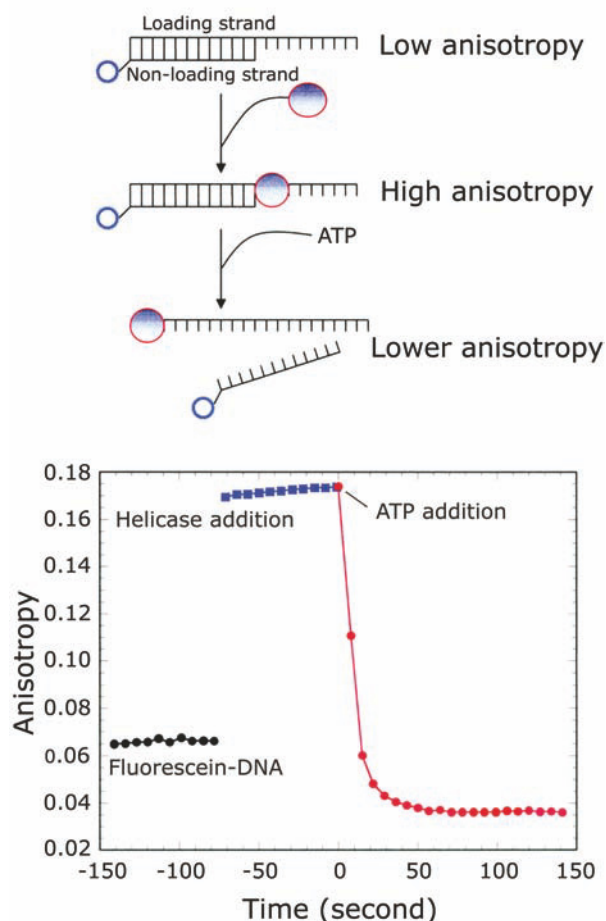 Loading strand
Low anisotropy
Non-loading strand
High anisotropy
ATP
Lower anisotropy
0.18
0.16
0.14
0.12
0.10
0.08
0.06
0.04
0.02
Helicase addition
ATP addition
Fluorescein-DNA
Anisotropy
-150 -100 -50 0 50 100 150
Time (second)